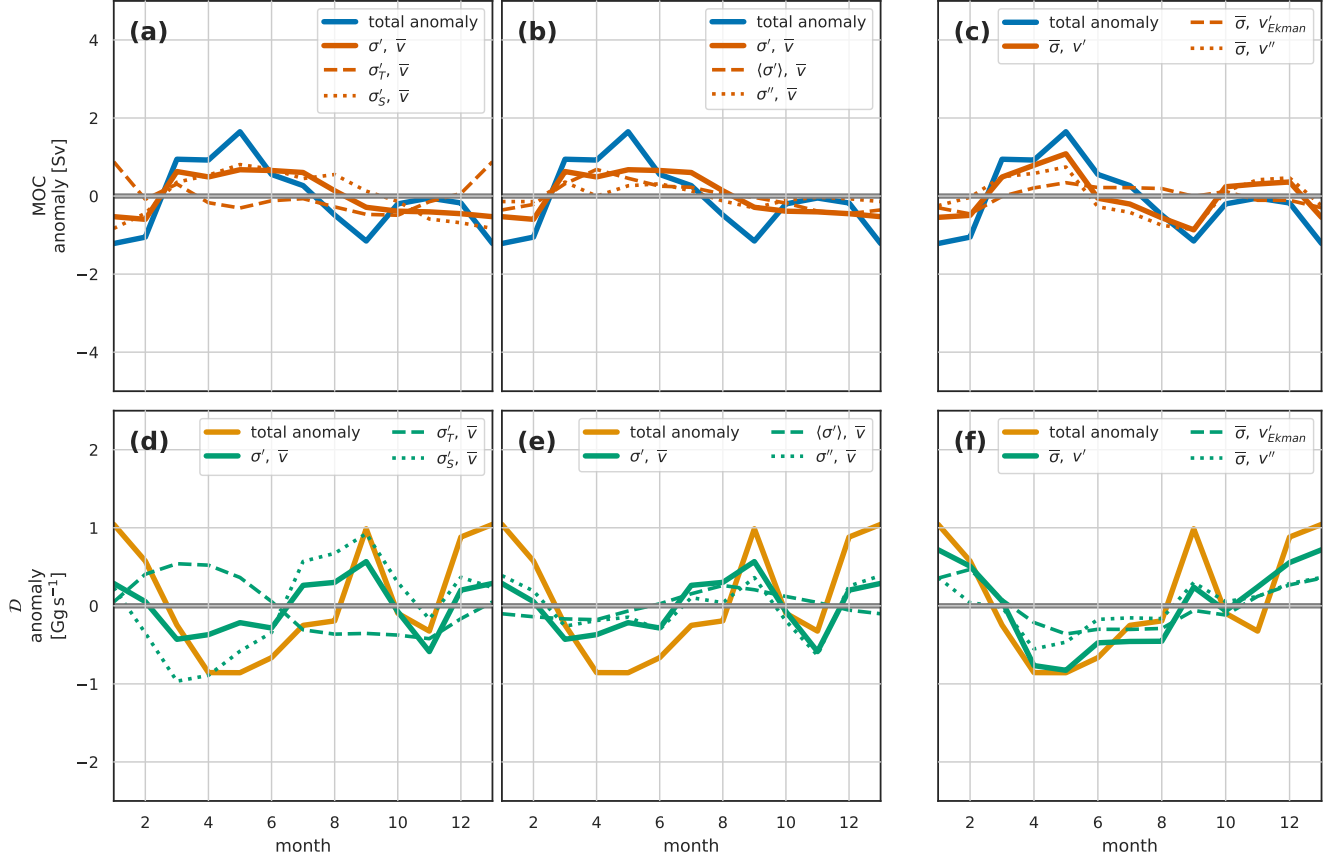 (a)
total anomaly
σ′, v̅
σ′_T, v̅
σ′_S, v̅
(b)
total anomaly
σ′, v̅
⟨σ′⟩, v̅
σ′′, v̅
(c)
total anomaly
σ̅, v′
σ̅, v′_Ekman
σ̅, v′′
4
2
0
−2
−4
MOC
anomaly [Sv]
(d)
total anomaly
σ′, v̅
σ′_T, v̅
σ′_S, v̅
(e)
total anomaly
σ′, v̅
⟨σ′⟩, v̅
σ′′, v̅
(f)
total anomaly
σ̅, v′
σ̅, v′_Ekman
σ̅, v′′
2
1
0
−1
−2
𝒟
anomaly
[Gg s⁻¹]
2 4 6 8 10 12
2 4 6 8 10 12
2 4 6 8 10 12
month
month
month